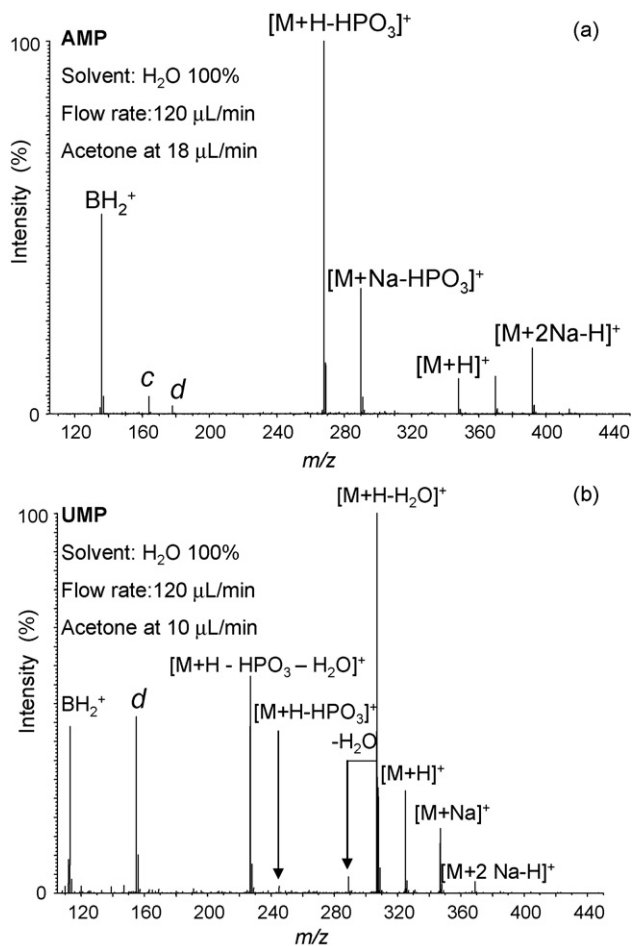 [M+H-HPO₃]⁺
(a)
100
AMP
Solvent: H₂O 100%
Flow rate:120 μL/min
Acetone at 18 μL/min
BH₂⁺
[M+Na-HPO₃]⁺
[M+2Na-H]⁺
[M+H]⁺
c
d
Intensity (%)
0
120 160 200 240 280 320 360 400 440
m/z
[M+H-H₂O]⁺
(b)
100
UMP
Solvent: H₂O 100%
Flow rate:120 μL/min
Acetone at 10 μL/min
[M+H - HPO₃ – H₂O]⁺
BH₂⁺
d
[M+H-HPO₃]⁺
-H₂O
[M+H]⁺
[M+Na]⁺
[M+2 Na-H]⁺
Intensity (%)
0
120 160 200 240 280 320 360 400 440
m/z